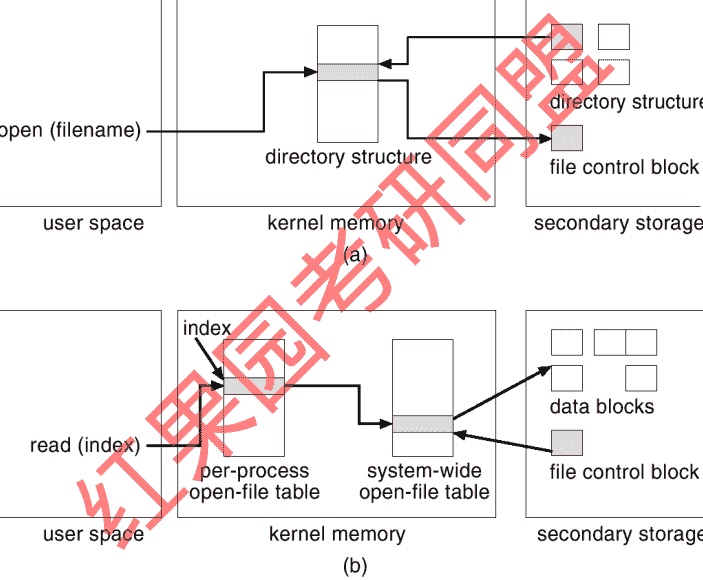 open (filename)
directory structure
directory structure
file control block
user space
kernel memory
secondary storage
(a)
index
read (index)
data blocks
per-process
open-file table
system-wide
open-file table
file control block
user space
kernel memory
secondary storage
(b)
红果园考研同盟